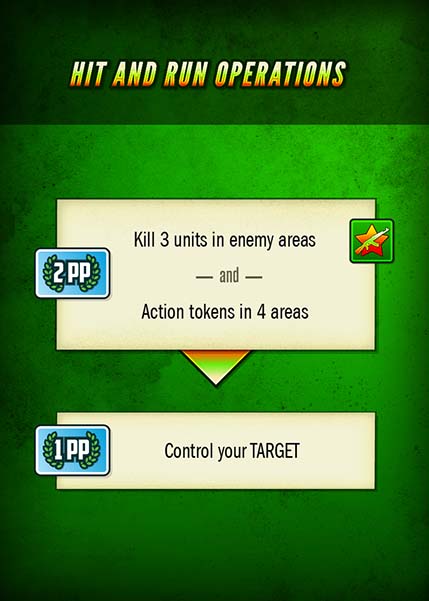 HIT AND RUN OPERATIONS
Kill 3 units in enemy areas
2 PP
— and —
Action tokens in 4 areas
1 PP
Control your TARGET